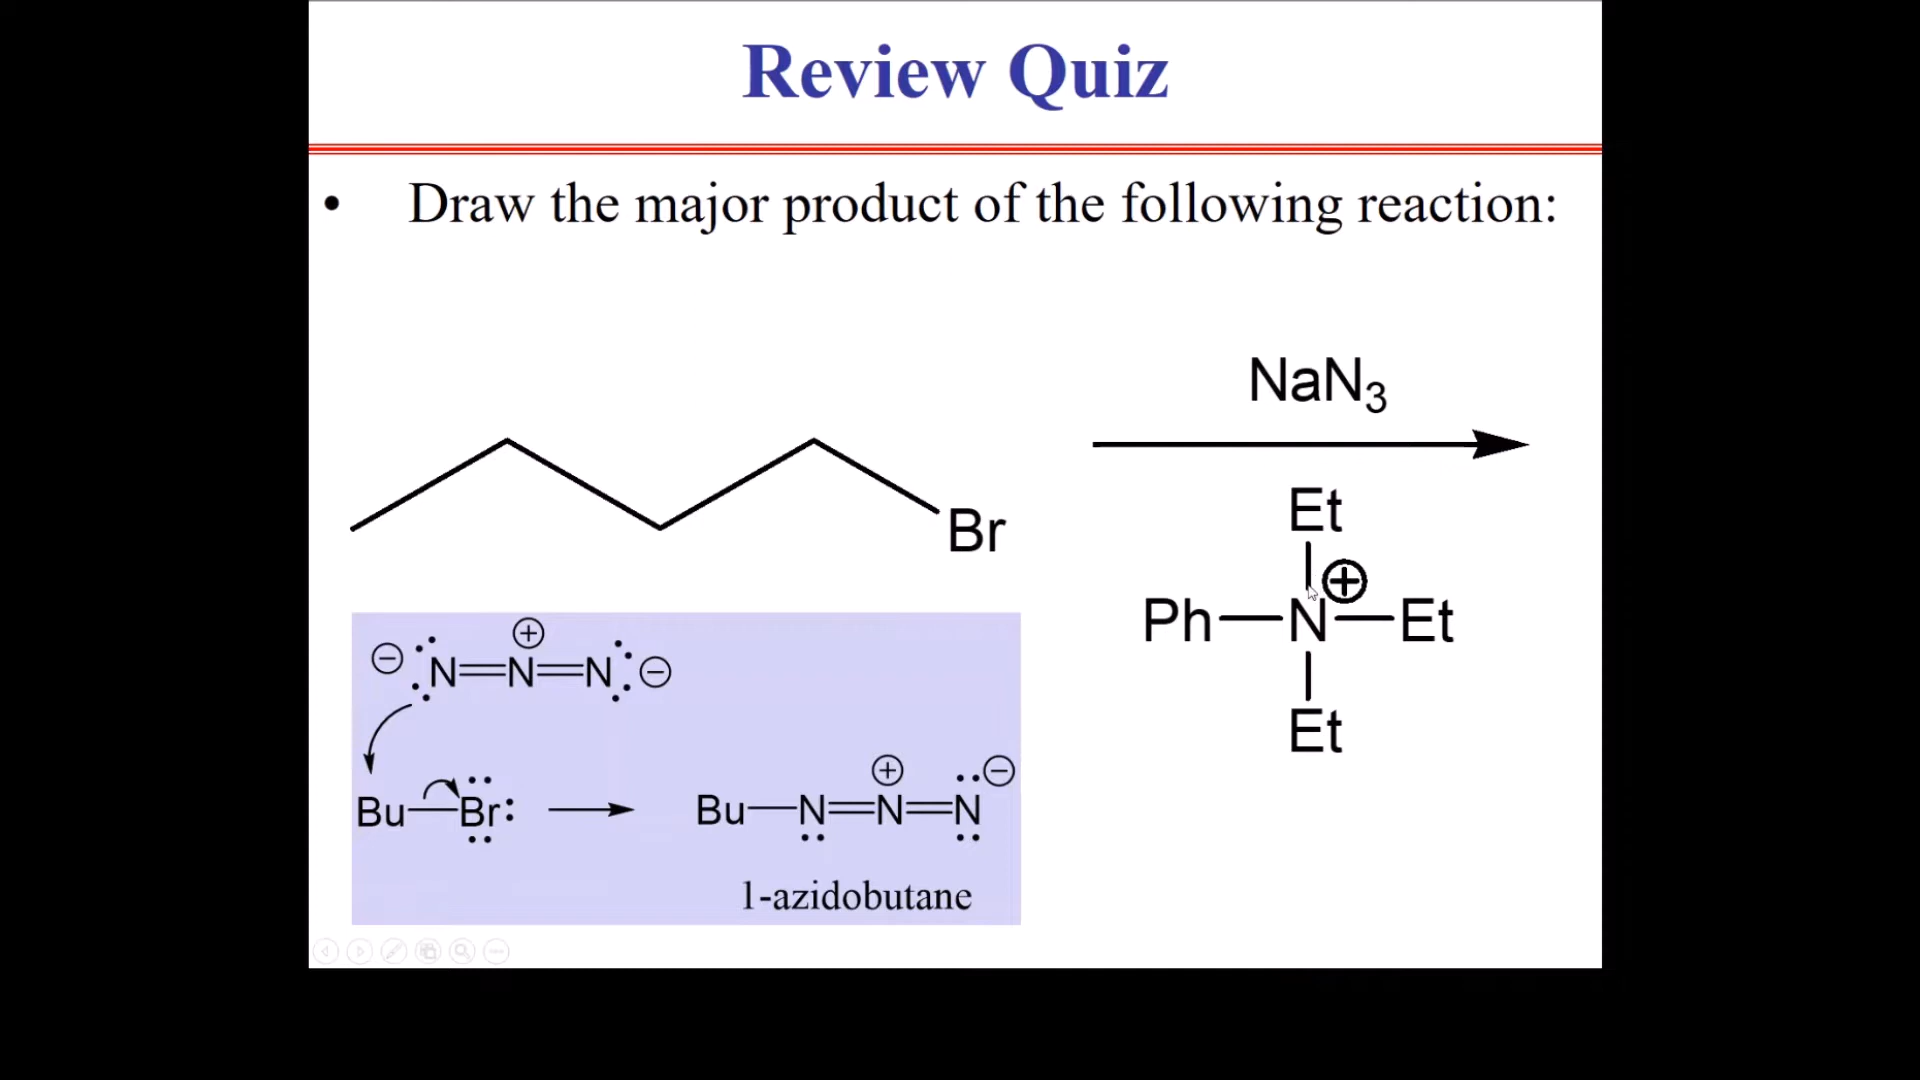 Review Quiz
• Draw the major product of the following reaction:
NaN₃
Br
Et
⊕
Ph—N—Et
Et
⊕
⊖ :N=N=N: ⊖
⊕ ⊖
Bu—Br: Bu—N=N=N
1-azidobutane